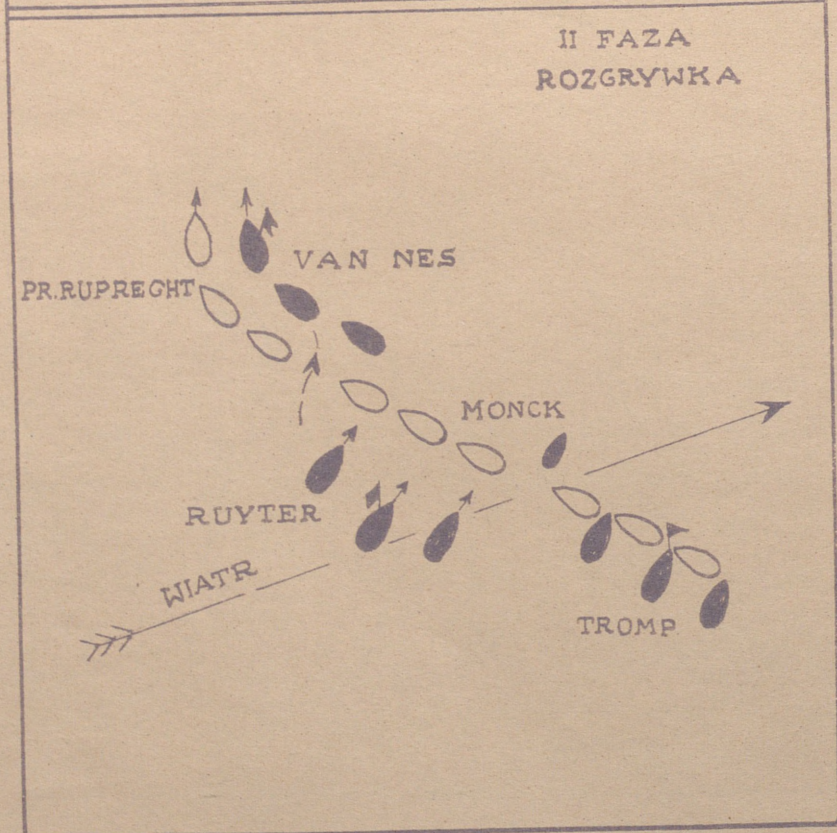 II FAZA
ROZGRYWKA
VAN NES
PR.RUPREGHT
MONCK
RUYTER
WIATR
TROMP